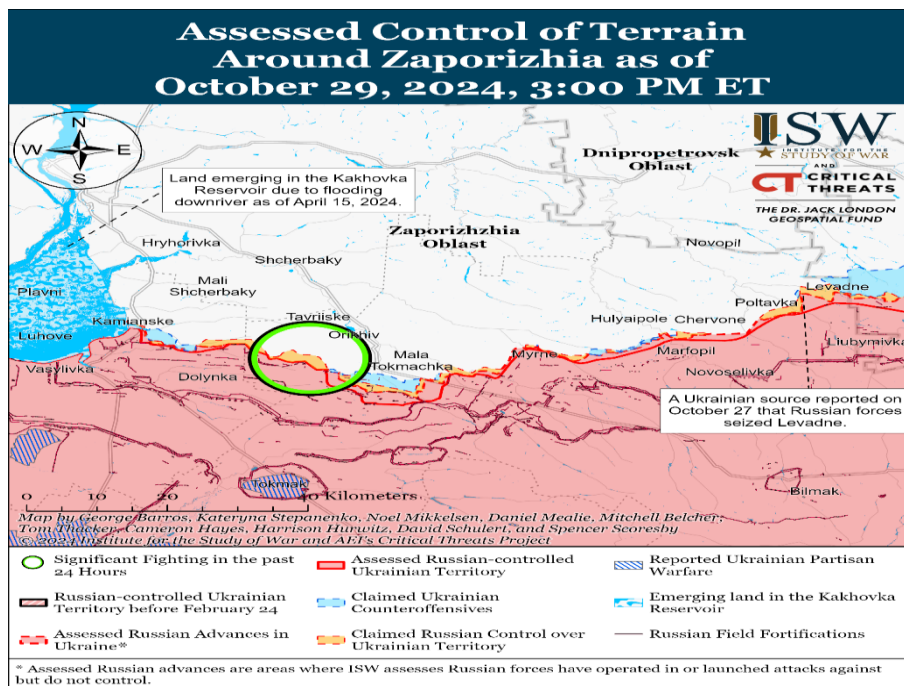 Assessed Control of Terrain
Around Zaporizhia as of
October 29, 2024, 3:00 PM ET
N
W E
S
Land emerging in the Kakhovka
Reservoir due to flooding
downriver as of April 15, 2024.
ISW
INSTITUTE FOR THE
STUDY OF WAR
AND
CT CRITICAL
THREATS
THE DR. JACK LONDON
GEOSPATIAL FUND
Dnipropetrovsk
Oblast
Zaporizhzhia
Oblast
Hryhorivka
Shcherbaky
Novopil
Mali
Shcherbaky
Plavni
Levadne
Poltavka
Kamianske
Tavriiske
Hulyaipole
Chervone
Luhove
Orikhiv
Liubymivka
Mala
Tokmachka
Myrne
Marfopil
Vasylivka
Dolynka
Novoselivka
A Ukrainian source reported on
October 27 that Russian forces
seized Levadne.
Tokmak
Bilmak
0 20 40 Kilometers
Map by George Barros, Kateryna Stepanenko, Noel Mikkelsen, Daniel Mealie, Mitchell Belcher,
Tom Thacker, Cameron Hayes, Harrison Hurwitz, David Schulert, and Spencer Scoresby
© 2024 Institute for the Study of War and AEI's Critical Threats Project
Significant Fighting in the past
24 Hours
Russian-controlled Ukrainian
Territory before February 24
Assessed Russian Advances in
Ukraine*
Assessed Russian-controlled
Ukrainian Territory
Claimed Ukrainian
Counteroffensives
Claimed Russian Control over
Ukrainian Territory
Reported Ukrainian Partisan
Warfare
Emerging land in the Kakhovka
Reservoir
Russian Field Fortifications
* Assessed Russian advances are areas where ISW assesses Russian forces have operated in or launched attacks against
but do not control.